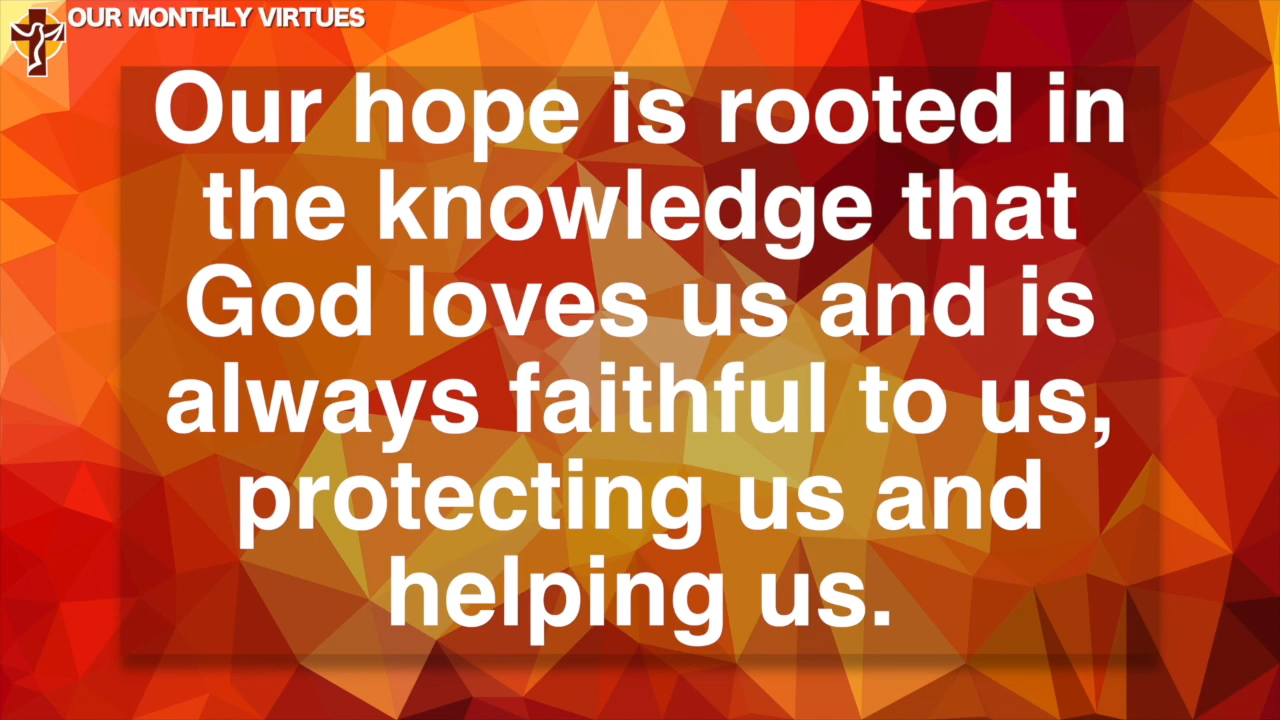 OUR MONTHLY VIRTUES
Our hope is rooted in
the knowledge that
God loves us and is
always faithful to us,
protecting us and
helping us.